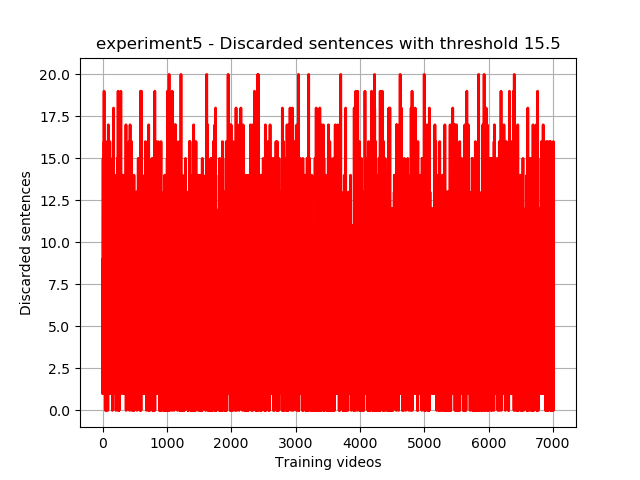 experiment5 - Discarded sentences with threshold 15.5
20.0
17.5
15.0
12.5
10.0
7.5
5.0
2.5
0.0
Discarded sentences
0 1000 2000 3000 4000 5000 6000 7000
Training videos